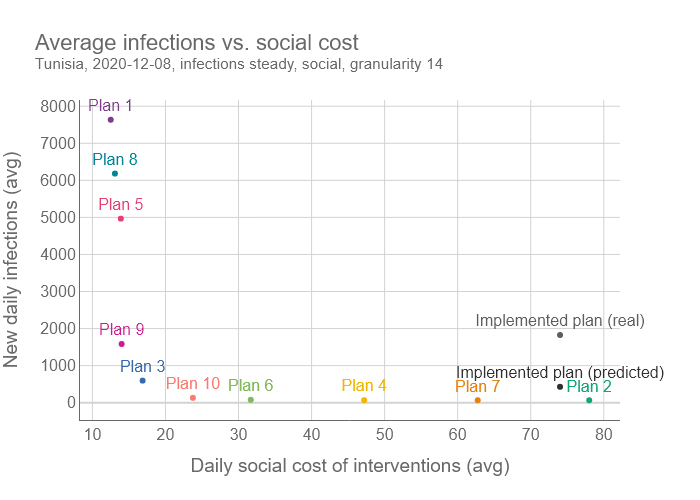 Average infections vs. social cost
Tunisia, 2020-12-08, infections steady, social, granularity 14
New daily infections (avg)
8000
7000
6000
5000
4000
3000
2000
1000
0
Plan 1
Plan 8
Plan 5
Plan 9
Plan 3
Plan 10
Plan 6
Plan 4
Plan 7
Plan 2
Implemented plan (real)
Implemented plan (predicted)
10
20
30
40
50
60
70
80
Daily social cost of interventions (avg)